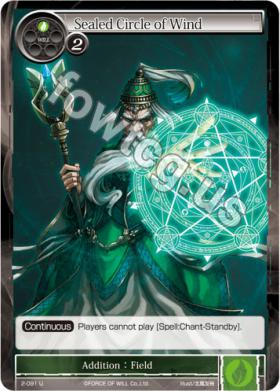 Sealed Circle of Wind
WILL
2
fowtcg.us
Continuous Players cannot play [Spell:Chant-Standby].
Addition : Field
2-091 U
©FORCE OF WILL Co.,Ltd.